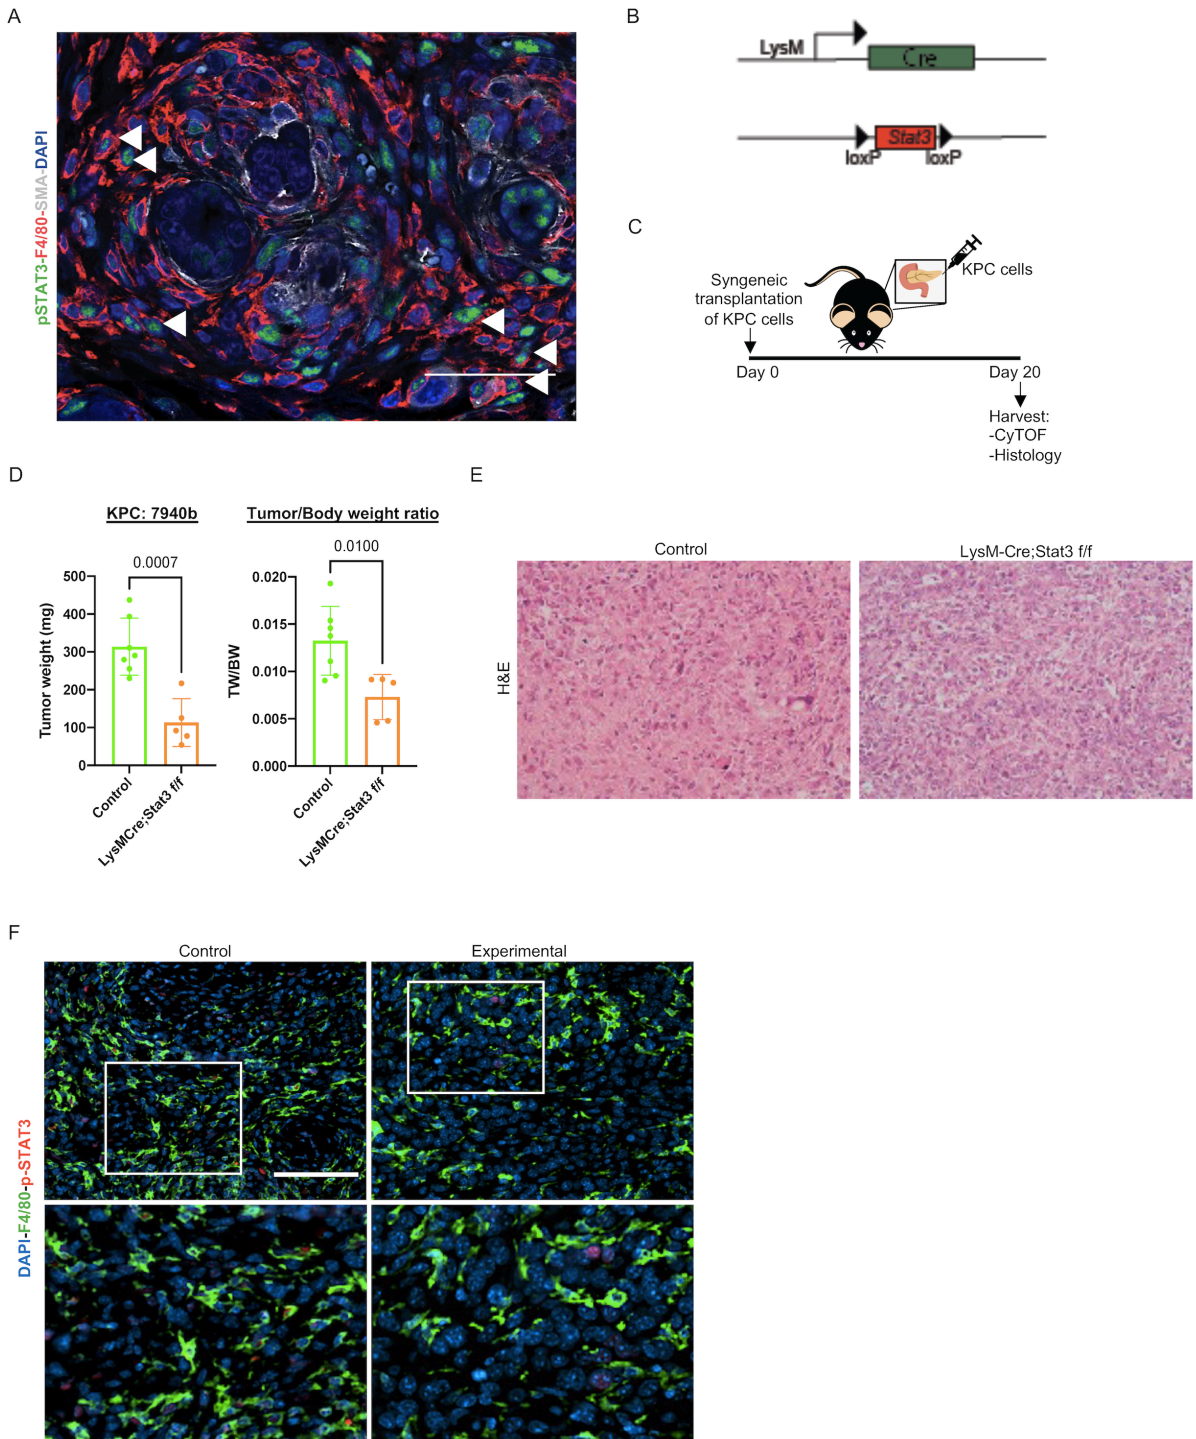 A
pSTAT3-F4/80-SMA-DAPI
B
LysM
Cre
Stat3
loxP
loxP
C
Syngeneic
transplantation
of KPC cells
KPC cells
Day 0
Day 20
Harvest:
-CyTOF
-Histology
D
KPC: 7940b
0.0007
500
400
300
200
100
0
Tumor weight (mg)
Control
LysMCre;Stat3 f/f
Tumor/Body weight ratio
0.0100
0.020
0.015
0.010
0.005
0.000
TW/BW
Control
LysMCre;Stat3 f/f
E
Control
LysM-Cre;Stat3 f/f
H&E
F
Control
Experimental
DAPI-F4/80-p-STAT3